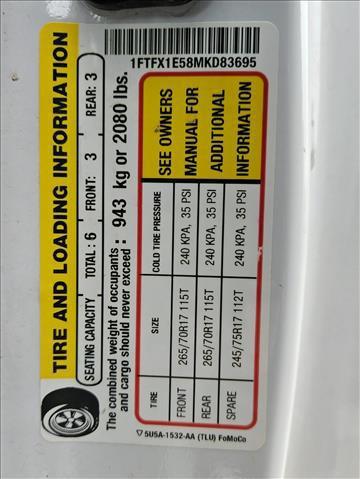 1FTFX1E58MKD83695
TIRE AND LOADING INFORMATION
SEATING CAPACITY TOTAL: 6 FRONT: 3 REAR: 3
The combined weight of occupants
and cargo should never exceed : 943 kg or 2080 lbs.
TIRE SIZE COLD TIRE PRESSURE
FRONT 265/70R17 115T 240 KPA, 35 PSI
REAR 265/70R17 115T 240 KPA, 35 PSI
SPARE 245/75R17 112T 240 KPA, 35 PSI
SEE OWNERS
MANUAL FOR
ADDITIONAL
INFORMATION
5U5A-1532-AA (TLU) FoMoCo